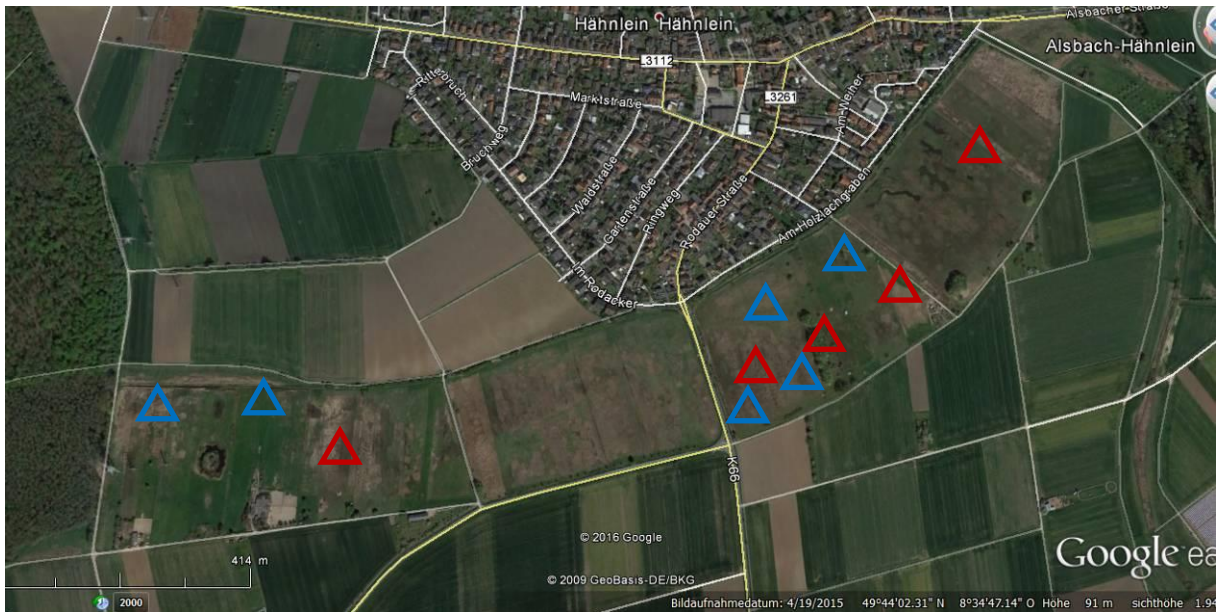 Hähnlein Hähnlein
Alsbacher Straße
Alsbach-Hähnlein
L3112
Ritterbruch
Marktstraße
L3261
Am Weiher
Bruchweg
Waldstraße
Gartenstraße
Ringweg
Rodauer Straße
Am Holzlachgraben
Im Rodacker
K66
© 2016 Google
© 2009 GeoBasis-DE/BKG
414 m
2000
Google ea
Bildaufnahmedatum: 4/19/2015 49°44'02.31" N 8°34'47.14" O Höhe 91 m sichthöhe 1.94